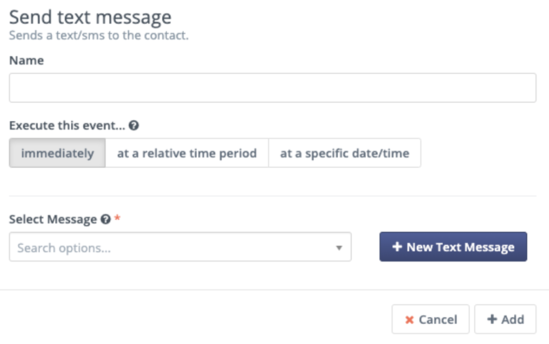 Send text message
Sends a text/sms to the contact.
Name
Execute this event...
immediately at a relative time period at a specific date/time
Select Message *
Search options...
+ New Text Message
Cancel + Add